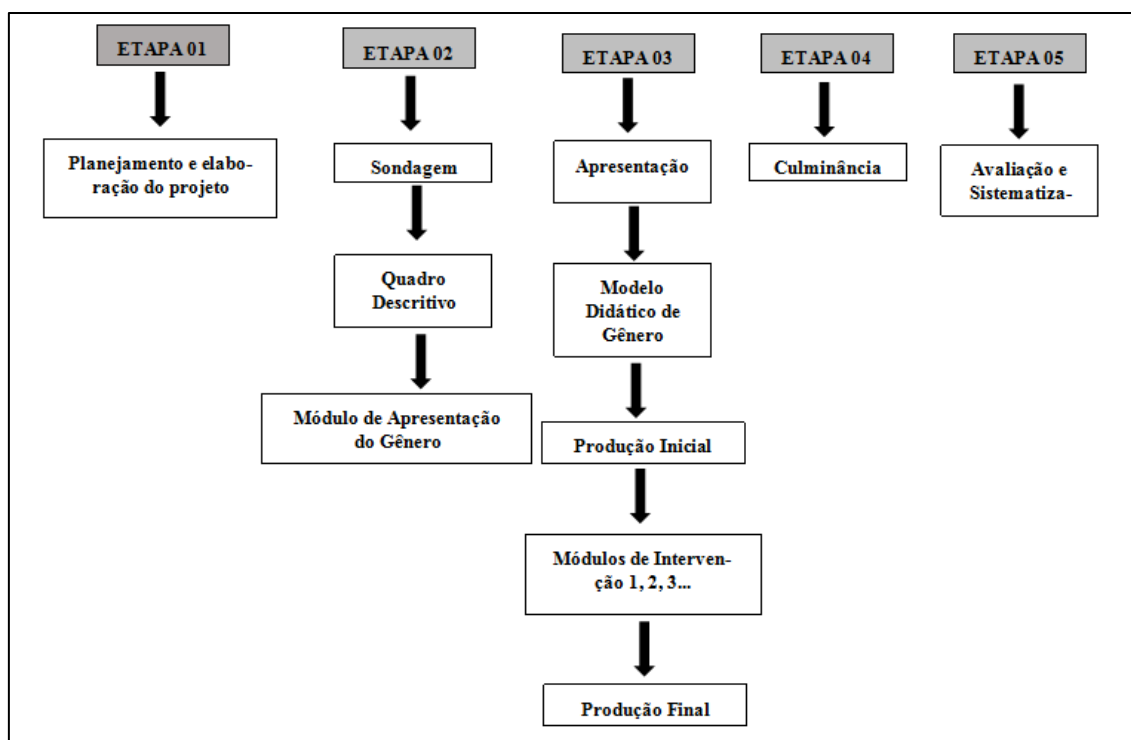 ETAPA 01
Planejamento e elabo-
ração do projeto
ETAPA 02
Sondagem
Quadro
Descritivo
Módulo de Apresentação
do Gênero
ETAPA 03
Apresentação
Modelo
Didático de
Gênero
Produção Inicial
Módulos de Interven-
ção 1, 2, 3...
Produção Final
ETAPA 04
Culminância
ETAPA 05
Avaliação e
Sistematiza-